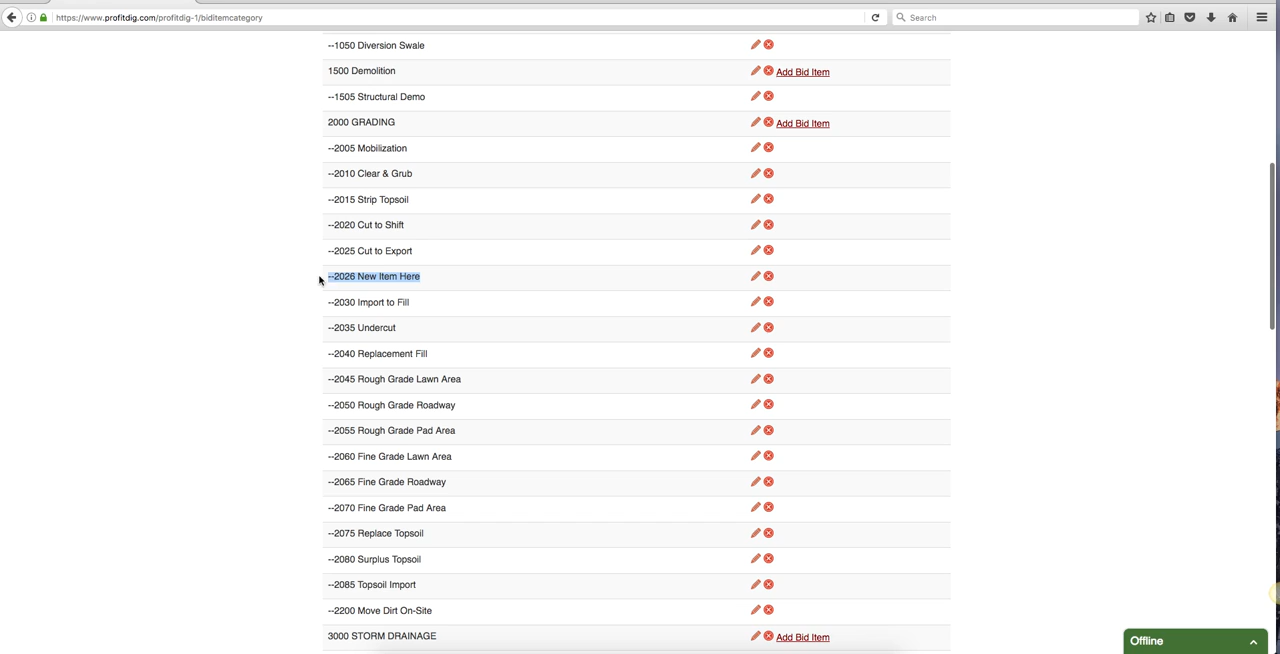 https://www.profitdig.com/profitdig-1/biditemcategory
Search
--1050 Diversion Swale
1500 Demolition Add Bid Item
--1505 Structural Demo
2000 GRADING Add Bid Item
--2005 Mobilization
--2010 Clear & Grub
--2015 Strip Topsoil
--2020 Cut to Shift
--2025 Cut to Export
--2026 New Item Here
--2030 Import to Fill
--2035 Undercut
--2040 Replacement Fill
--2045 Rough Grade Lawn Area
--2050 Rough Grade Roadway
--2055 Rough Grade Pad Area
--2060 Fine Grade Lawn Area
--2065 Fine Grade Roadway
--2070 Fine Grade Pad Area
--2075 Replace Topsoil
--2080 Surplus Topsoil
--2085 Topsoil Import
--2200 Move Dirt On-Site
3000 STORM DRAINAGE Add Bid Item
Offline